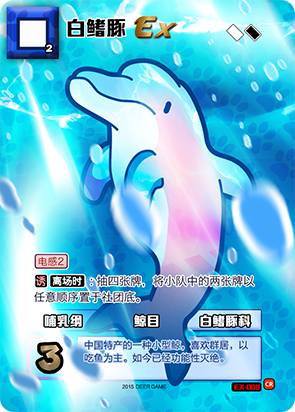 2
白鳍豚 Ex
电感2
诱 离场时：抽四张牌，将小队中的两张牌以
任意顺序置于社团底。
哺乳纲 鲸目 白鳍豚科
3
中国特产的一种小型鲸，喜欢群居，以
吃鱼为主。如今已经功能性灭绝。
2015 DEER GAME
EX-008 CR